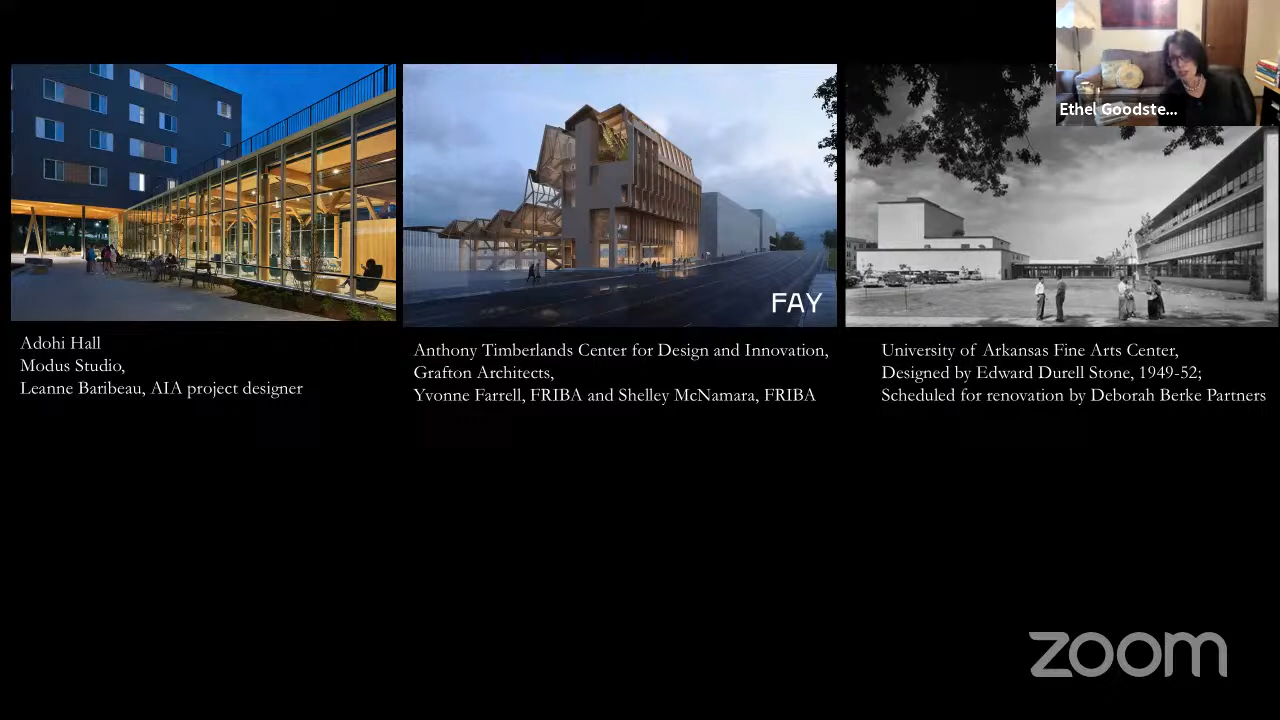 Ethel Goodste...
FAY
Adohi Hall
Modus Studio,
Leanne Baribeau, AIA project designer
Anthony Timberlands Center for Design and Innovation,
Grafton Architects,
Yvonne Farrell, FRIBA and Shelley McNamara, FRIBA
University of Arkansas Fine Arts Center,
Designed by Edward Durell Stone, 1949-52;
Scheduled for renovation by Deborah Berke Partners
zoom